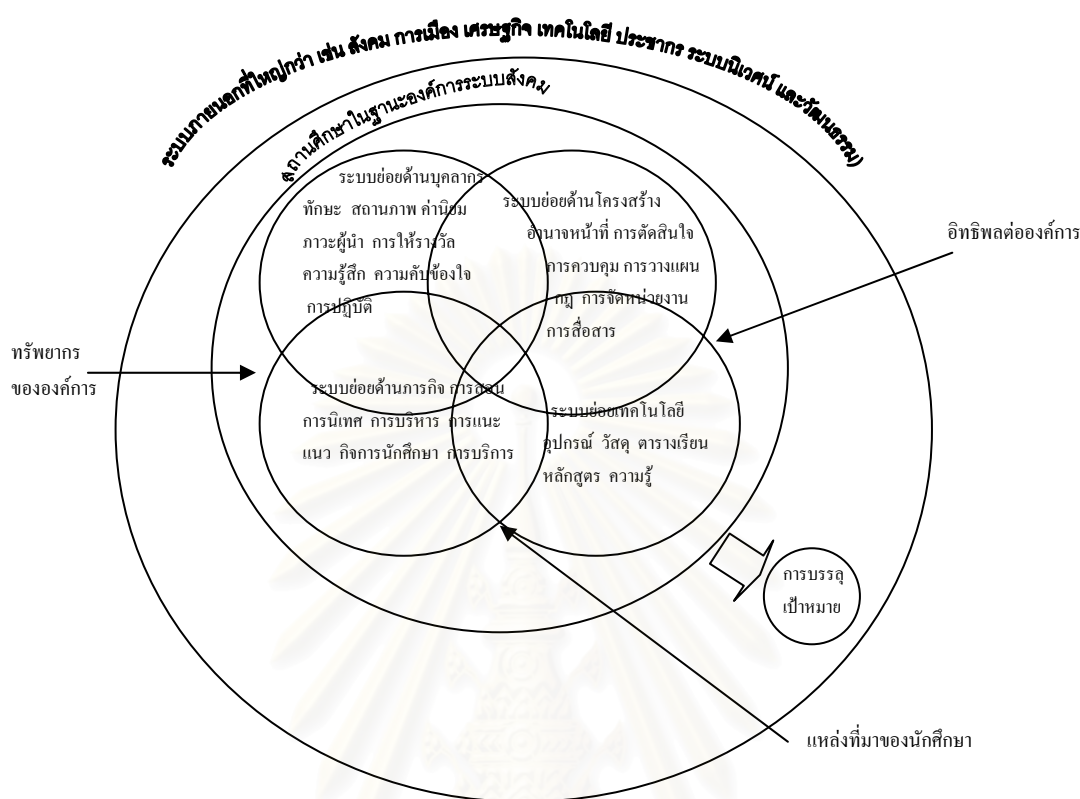 ระบบภายนอกที่ใหญ่กว่า เช่น สังคม การเมือง เศรษฐกิจ เทคโนโลยี ประชากร ระบบนิเวศน์ และวัฒนธรรม)
สถานศึกษาในฐานะองค์การระบบสังคม
ระบบย่อยด้านบุคลากร
ทักษะ สถานภาพ ค่านิยม
ภาวะผู้นำ การให้รางวัล
ความรู้สึก ความคับข้องใจ
การปฏิบัติ
ระบบย่อยด้านโครงสร้าง
อำนาจหน้าที่ การตัดสินใจ
การควบคุม การวางแผน
กฎ การจัดหน่วยงาน
การสื่อสาร
อิทธิพลต่อองค์การ
ทรัพยากร
ขององค์การ
ระบบย่อยด้านภารกิจ การสอน
การนิเทศ การบริหาร การแนะ
แนว กิจการนักศึกษา การบริการ
ระบบย่อยเทคโนโลยี
อุปกรณ์ วัสดุ ตารางเรียน
หลักสูตร ความรู้
การบรรลุ
เป้าหมาย
แหล่งที่มาของนักศึกษา